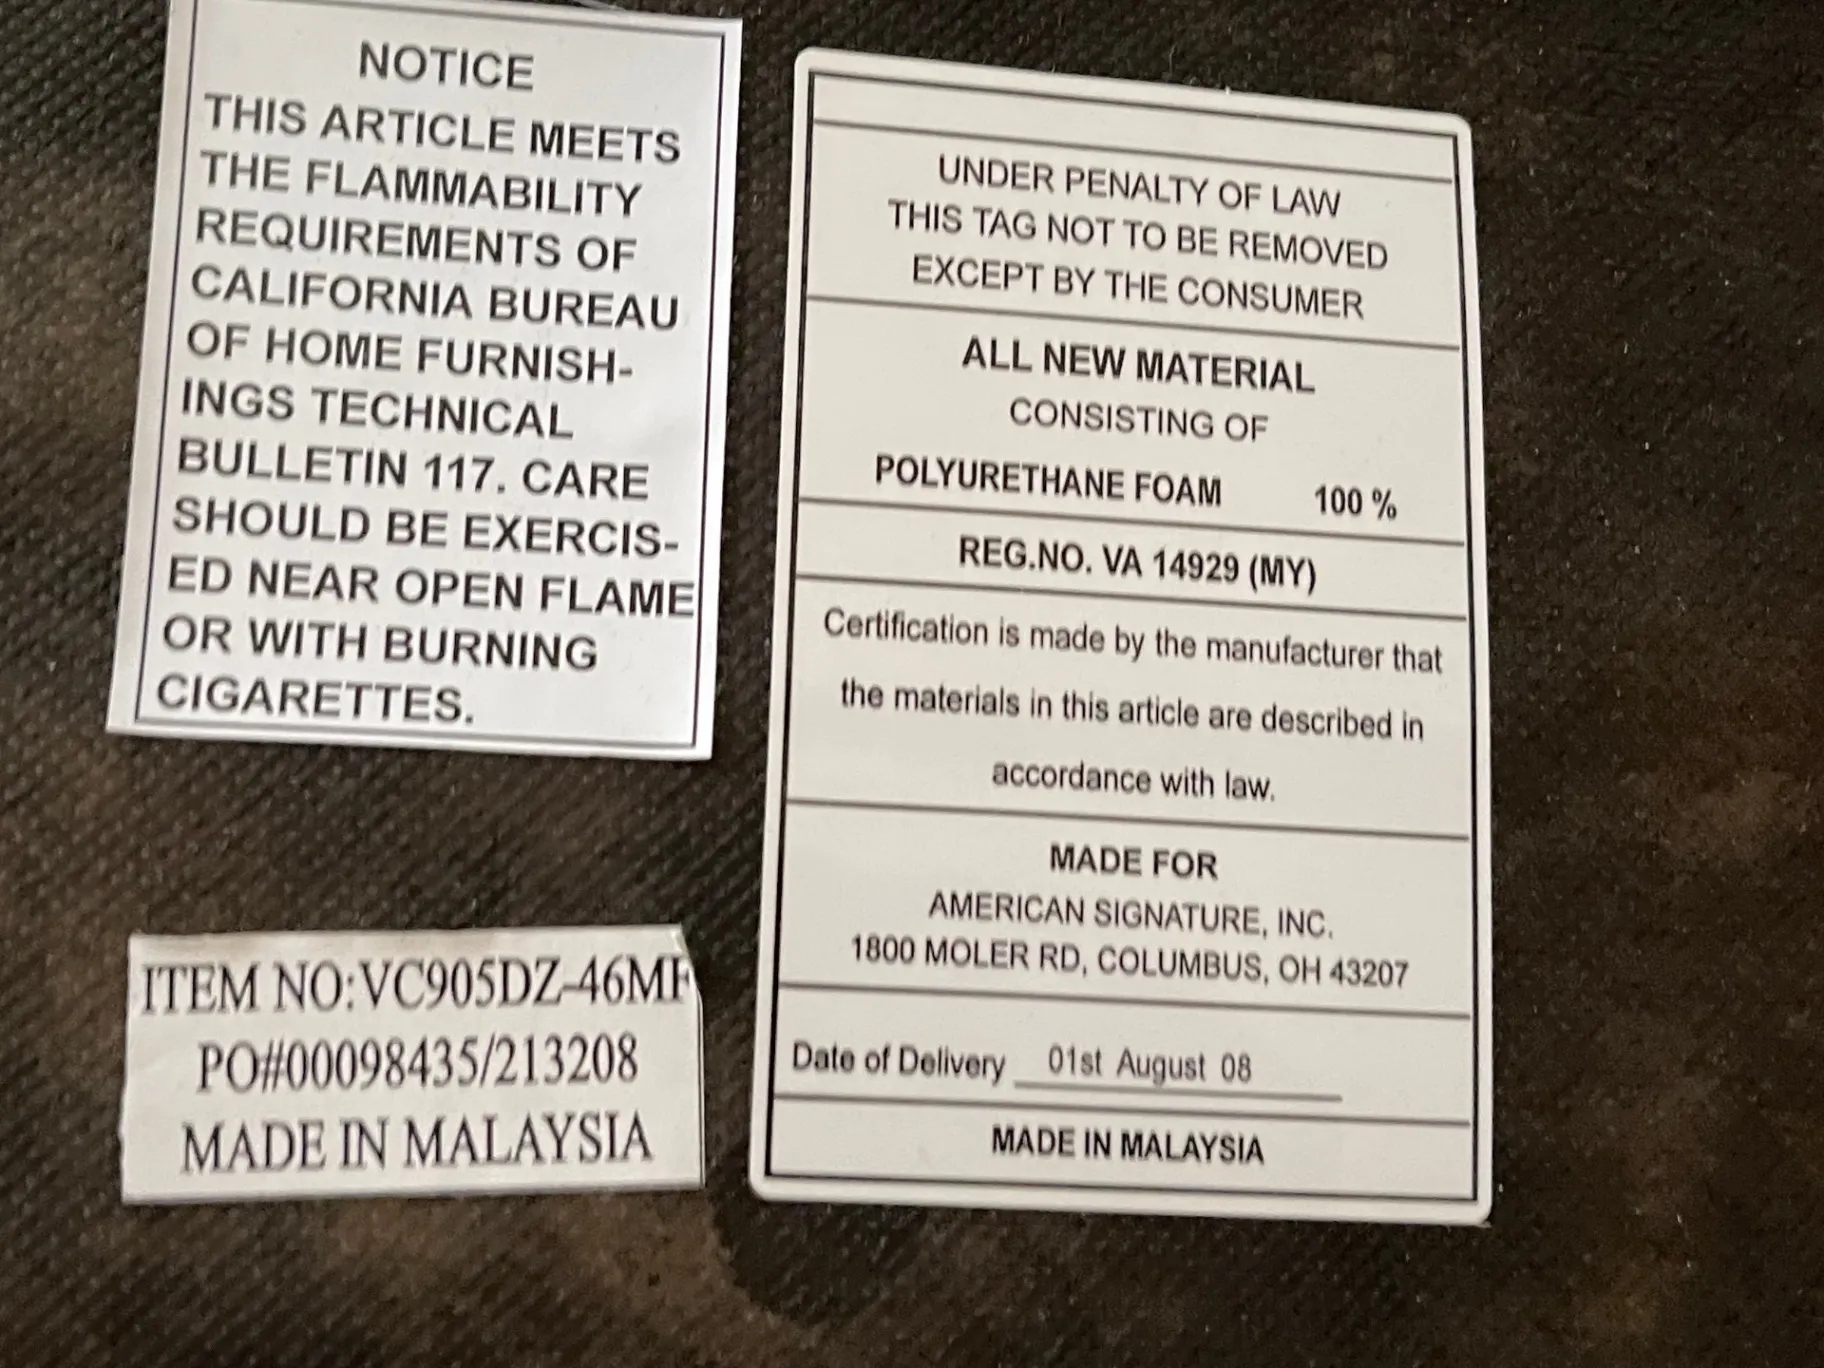 NOTICE
THIS ARTICLE MEETS
THE FLAMMABILITY
REQUIREMENTS OF
CALIFORNIA BUREAU
OF HOME FURNISH-
INGS TECHNICAL
BULLETIN 117. CARE
SHOULD BE EXERCIS-
ED NEAR OPEN FLAME
OR WITH BURNING
CIGARETTES.
ITEM NO:VC905DZ-46MF
PO#00098435/213208
MADE IN MALAYSIA
UNDER PENALTY OF LAW
THIS TAG NOT TO BE REMOVED
EXCEPT BY THE CONSUMER
ALL NEW MATERIAL
CONSISTING OF
POLYURETHANE FOAM 100 %
REG.NO. VA 14929 (MY)
Certification is made by the manufacturer that
the materials in this article are described in
accordance with law.
MADE FOR
AMERICAN SIGNATURE, INC.
1800 MOLER RD, COLUMBUS, OH 43207
Date of Delivery 01st August 08
MADE IN MALAYSIA